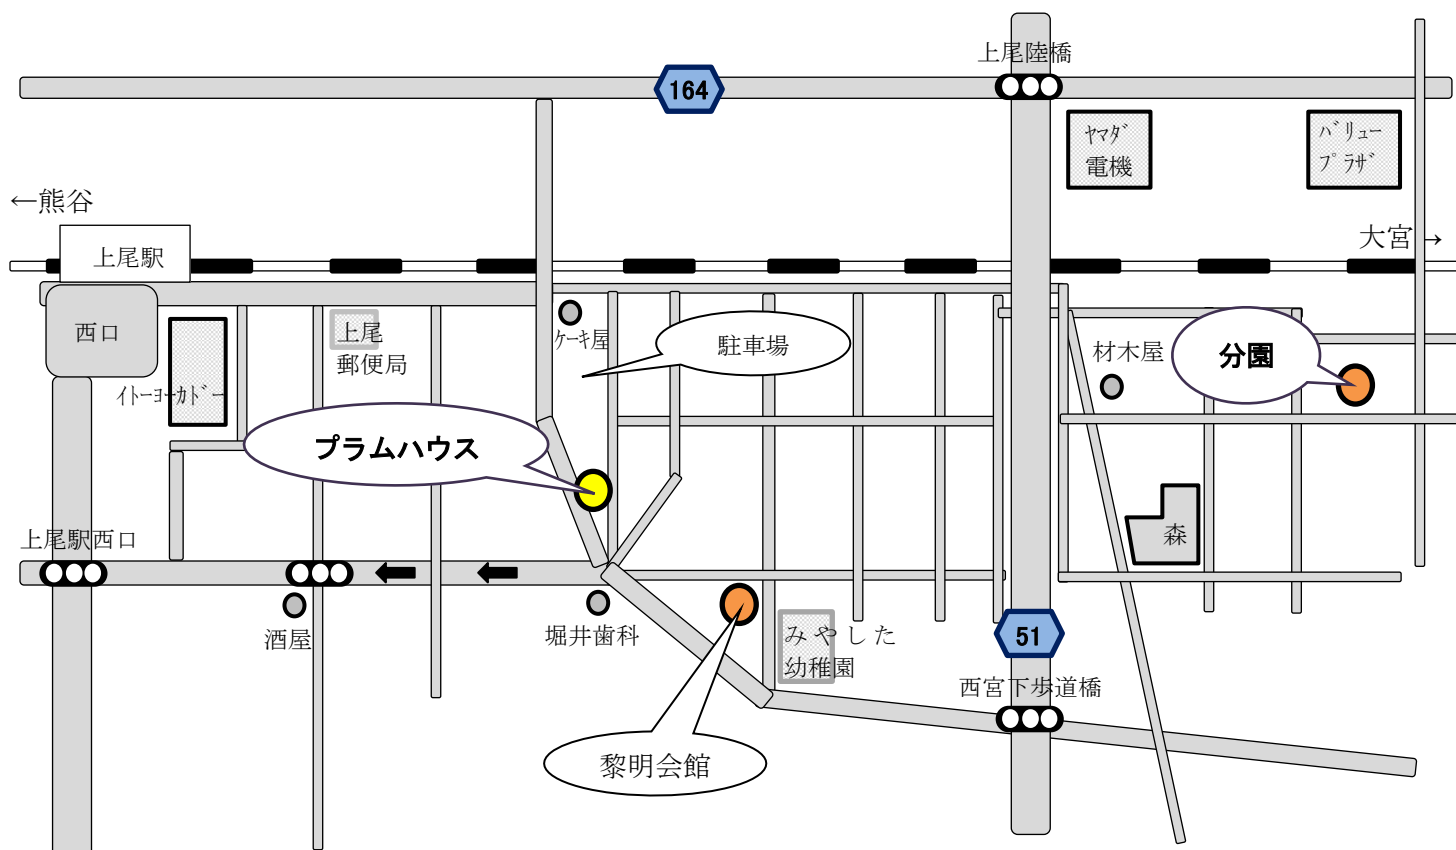 上尾陸橋
164
ﾔﾏﾀﾞ
電機
ﾊﾞﾘｭｰ
ﾌﾟﾗｻﾞ
←熊谷
大宮→
上尾駅
西口
ｲﾄｰﾖｰｶﾄﾞｰ
上尾
郵便局
ｹｰｷ屋
駐車場
材木屋
分園
プラムハウス
上尾駅西口
森
酒屋
堀井歯科
みやした
幼稚園
51
西宮下歩道橋
黎明会館